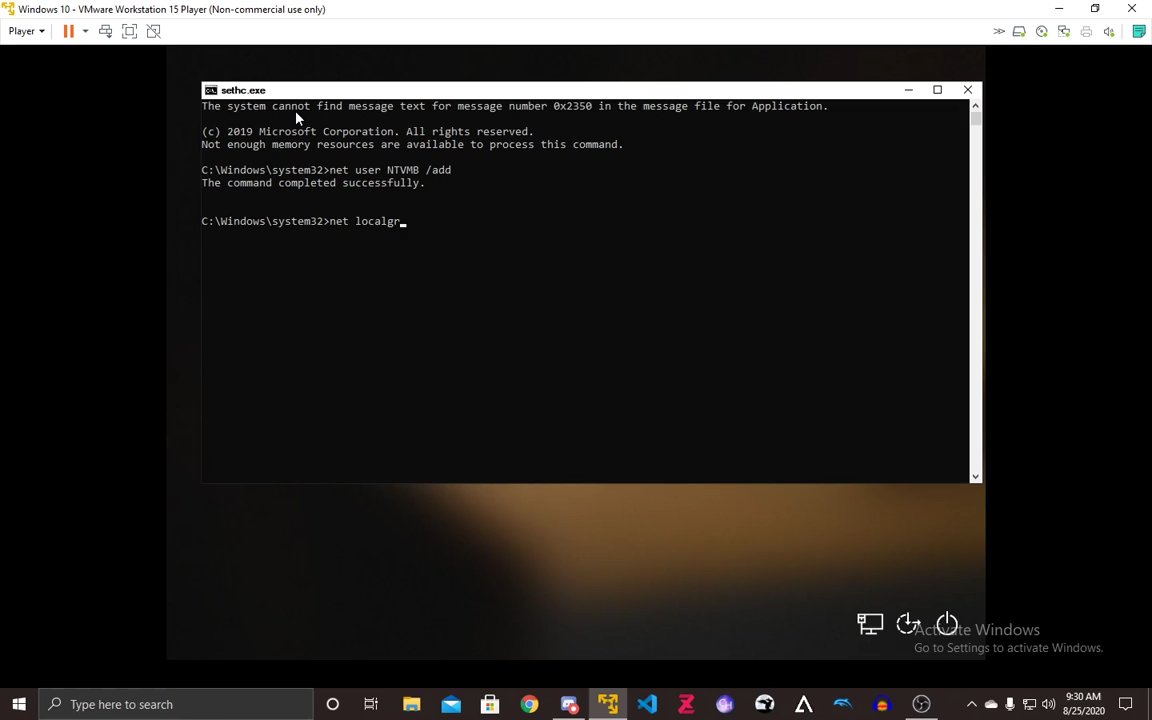 Windows 10 - VMware Workstation 15 Player (Non-commercial use only)
Player
sethc.exe
The system cannot find message text for message number 0x2350 in the message file for Application.
(c) 2019 Microsoft Corporation. All rights reserved.
Not enough memory resources are available to process this command.
C:\Windows\system32>net user NTVMB /add
The command completed successfully.
C:\Windows\system32>net localgr
Activate Windows
Go to Settings to activate Windows.
Type here to search
9:30 AM
8/25/2020